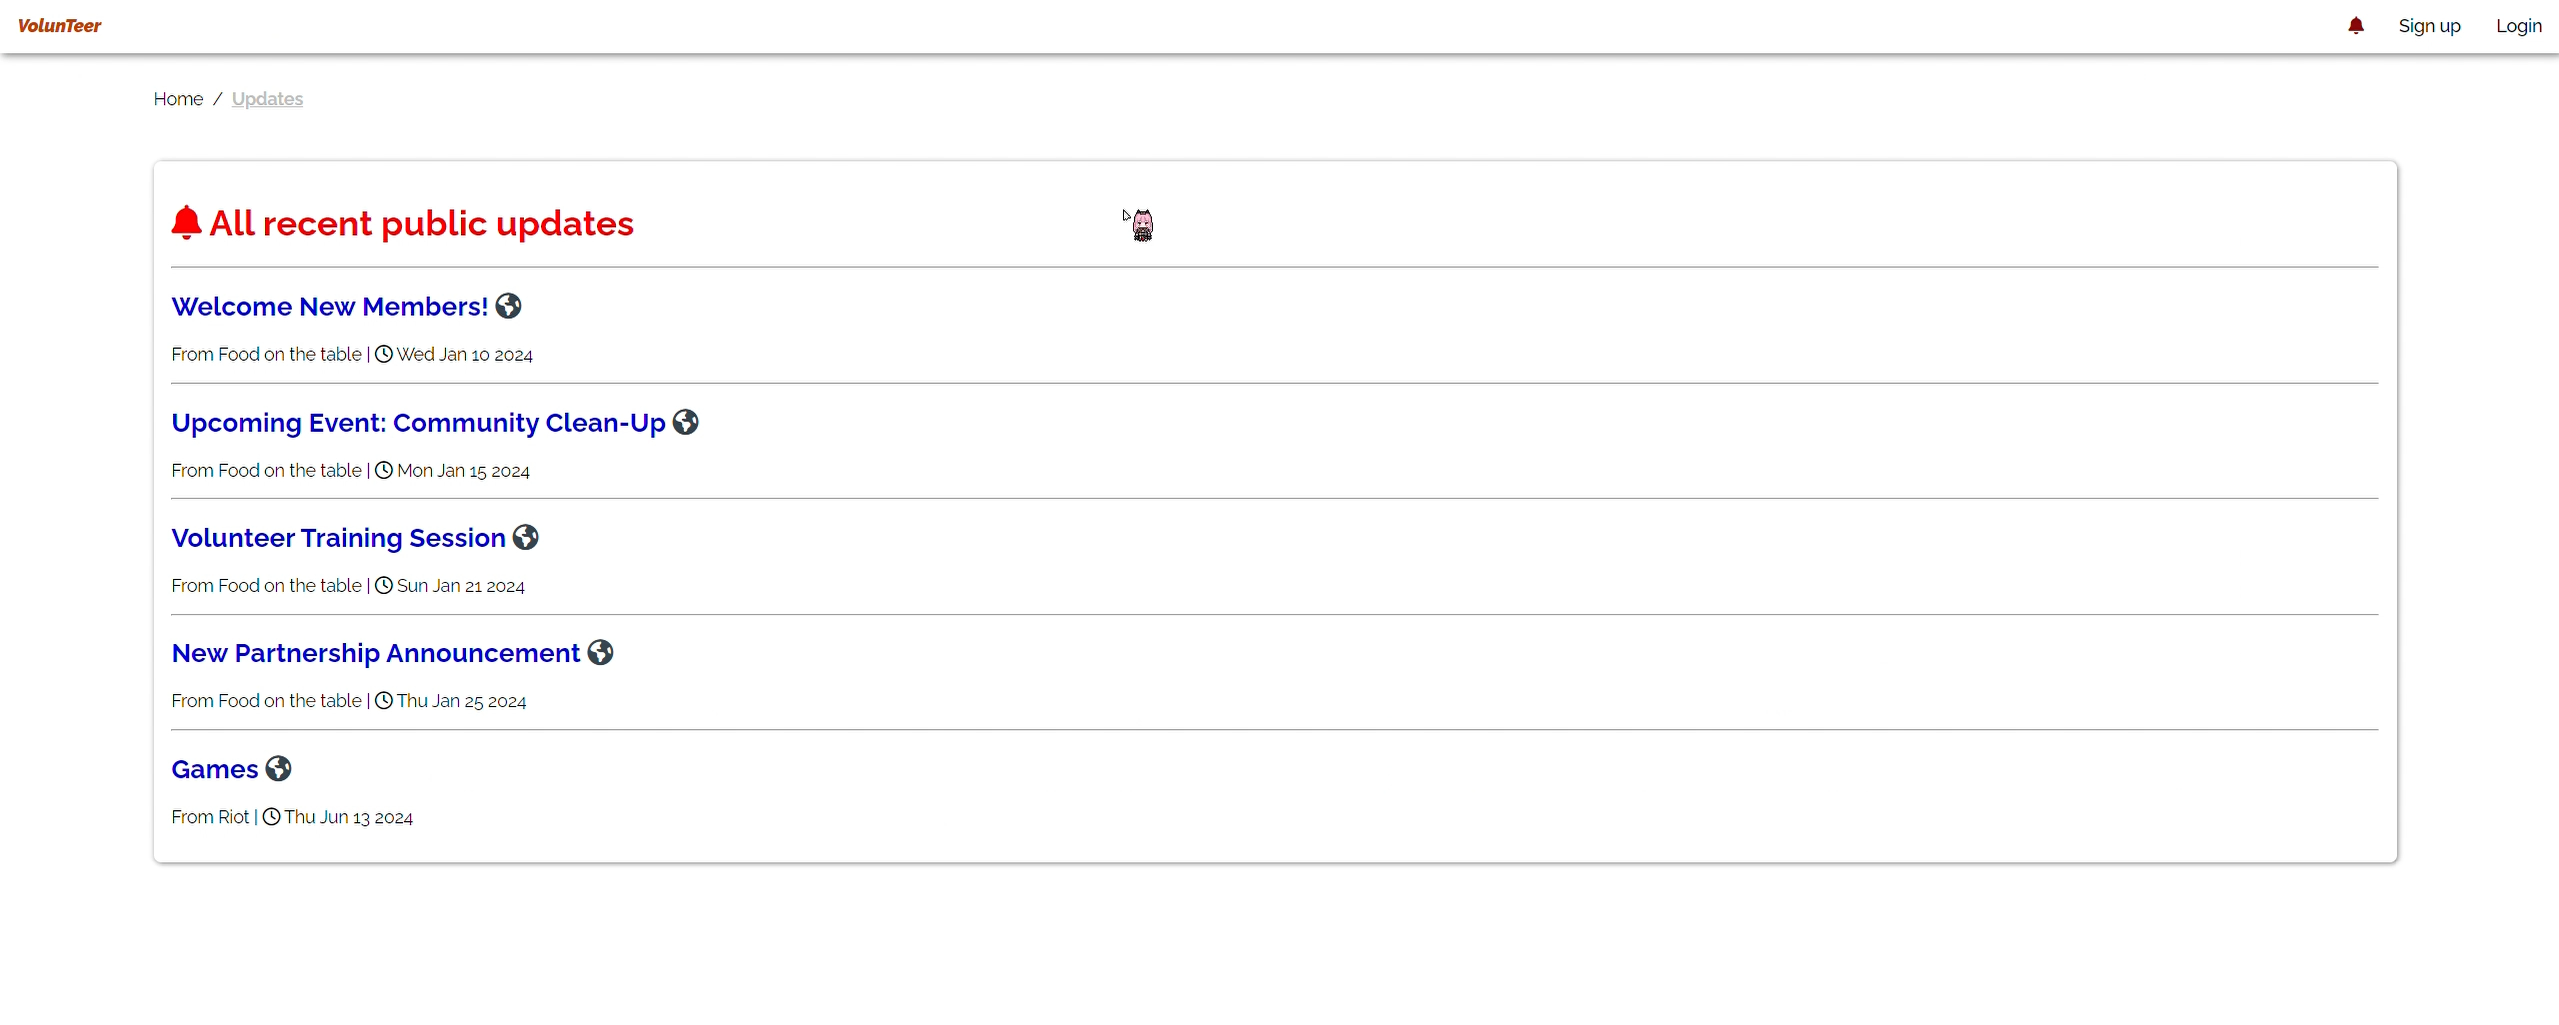 VolunTeer
Sign up
Login
Home / Updates
All recent public updates
Welcome New Members!
From Food on the table | Wed Jan 10 2024
Upcoming Event: Community Clean-Up
From Food on the table | Mon Jan 15 2024
Volunteer Training Session
From Food on the table | Sun Jan 21 2024
New Partnership Announcement
From Food on the table | Thu Jan 25 2024
Games
From Riot | Thu Jun 13 2024